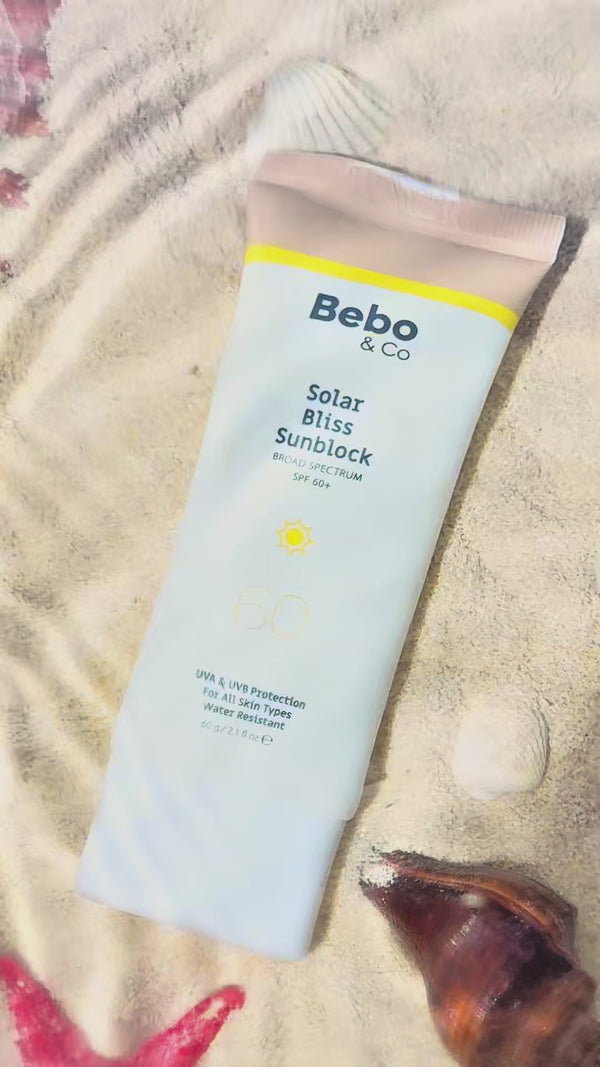 Bebo
& Co
Solar
Bliss
Sunblock
BROAD SPECTRUM
SPF 60+
60
UVA & UVB Protection
For All Skin Types
Water Resistant
60 g / 2.1 fl oz ℮